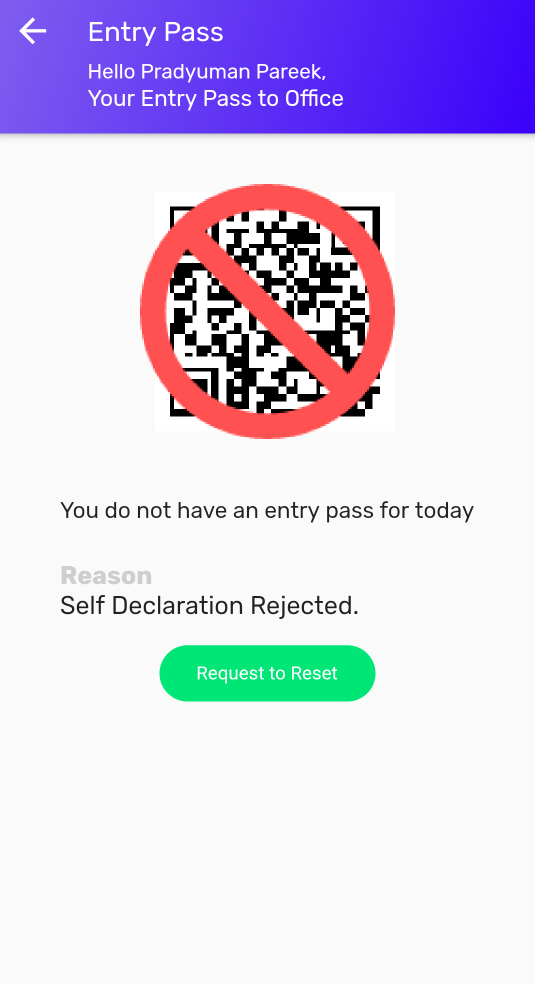 Entry Pass
Hello Pradyuman Pareek,
Your Entry Pass to Office
You do not have an entry pass for today
Reason
Self Declaration Rejected.
Request to Reset